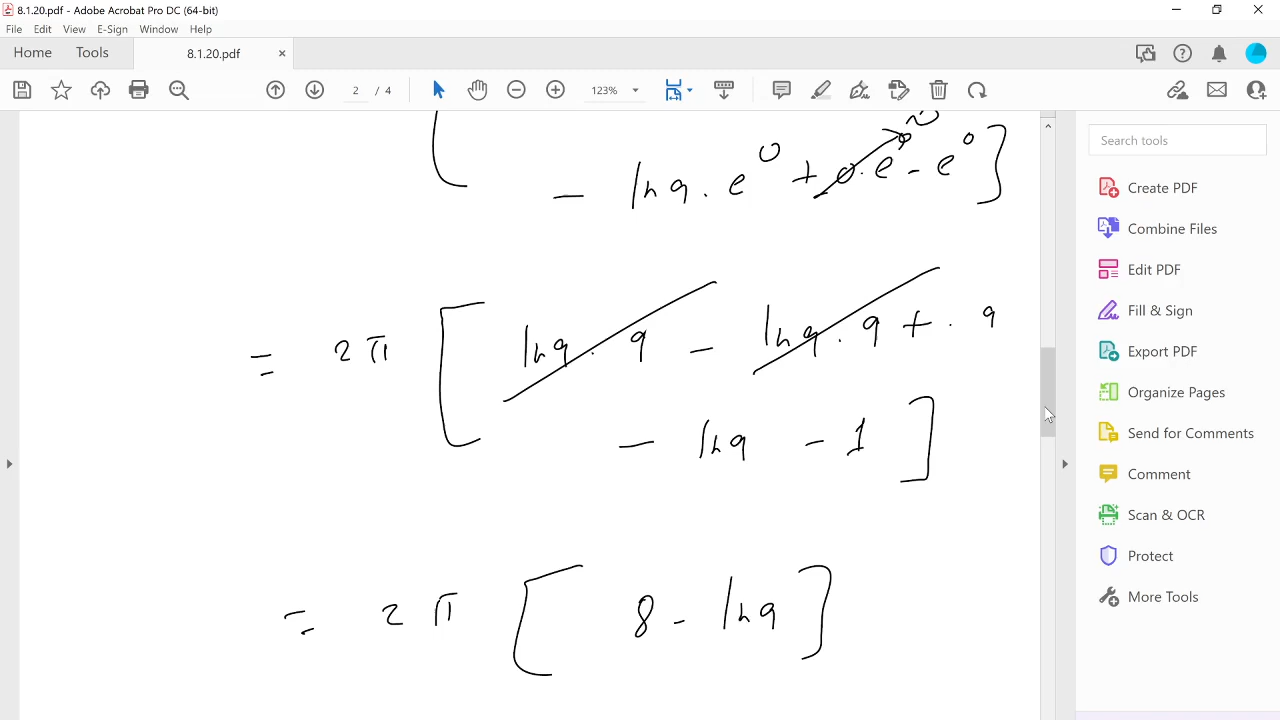 8.1.20.pdf - Adobe Acrobat Pro DC (64-bit)
File Edit View E-Sign Window Help
Home Tools 8.1.20.pdf ×
2 / 4 123%
Search tools
Create PDF
Combine Files
Edit PDF
Fill & Sign
Export PDF
Organize Pages
Send for Comments
Comment
Scan & OCR
Protect
More Tools
[ - ln9 . e^0 + 0.e^0 - e^0 ]
= 2π [ ln9 . 9 - ln9 . 9 + . 9
- ln9 - 1 ]
= 2π [ 8 - ln9 ]